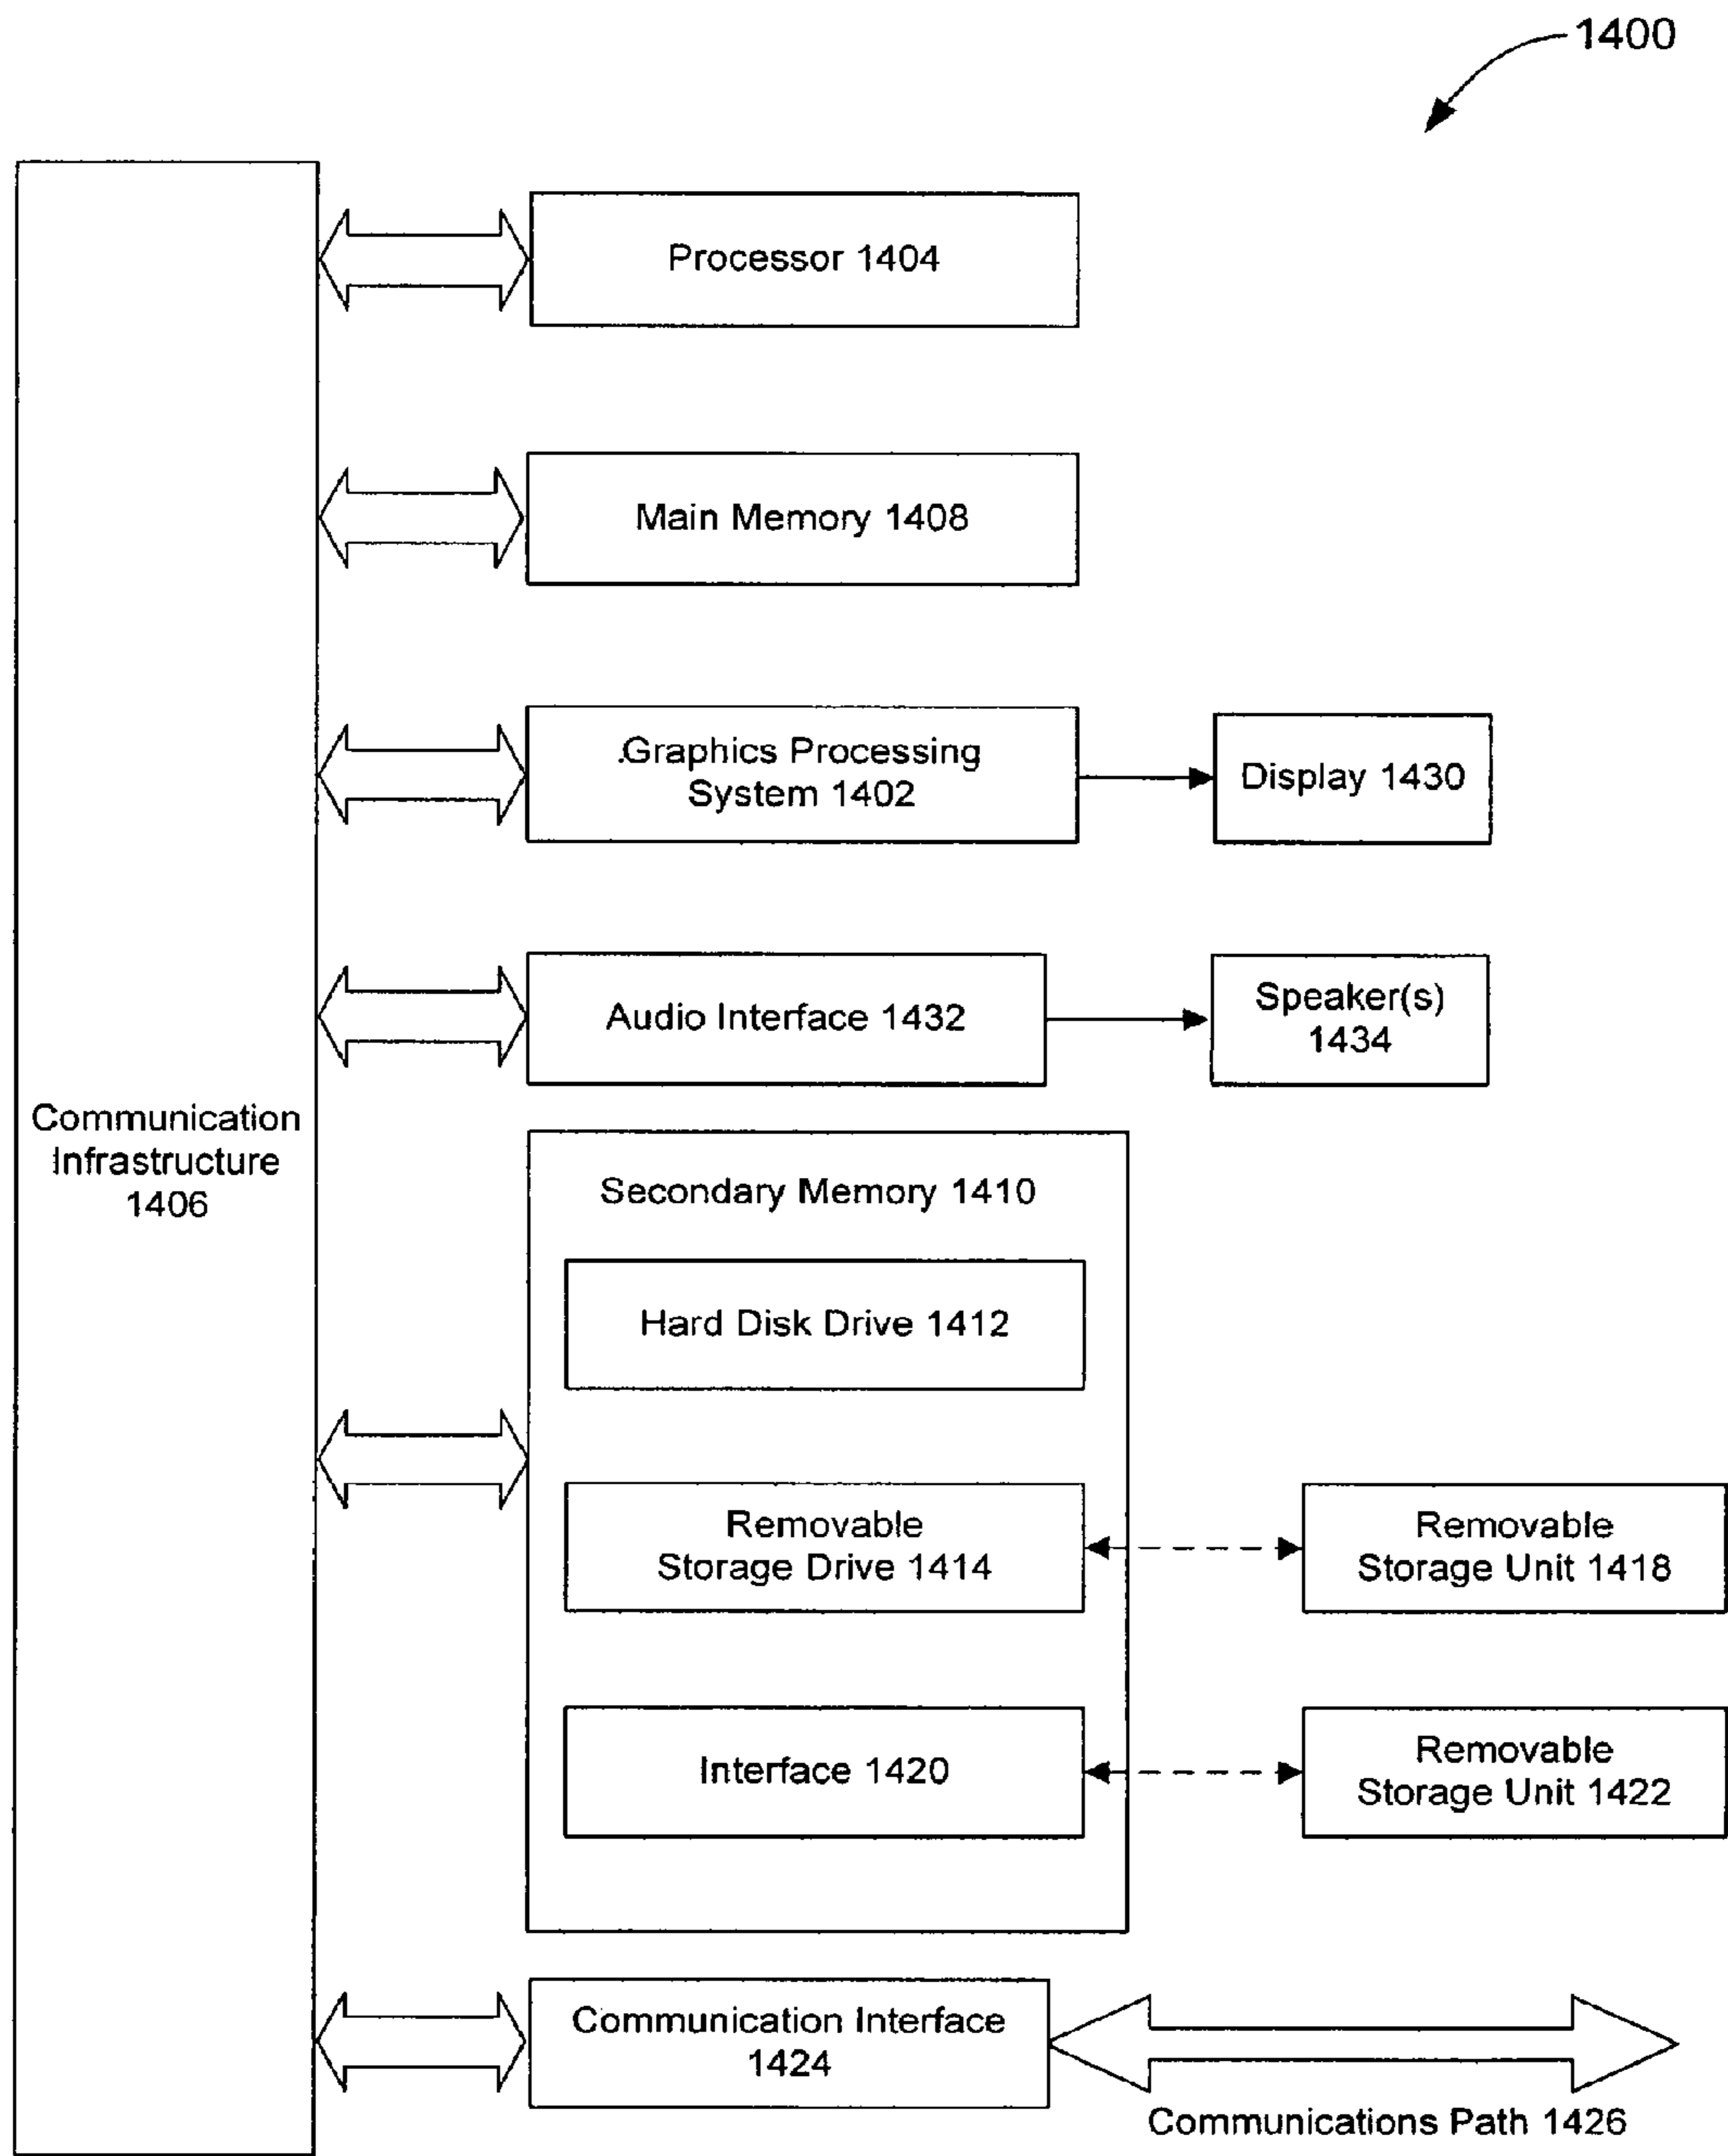 1400
Processor 1404
Main Memory 1408
.Graphics Processing
System 1402
Display 1430
Audio Interface 1432
Speaker(s)
1434
Communication
Infrastructure
1406
Secondary Memory 1410
Hard Disk Drive 1412
Removable
Storage Drive 1414
Removable
Storage Unit 1418
Interface 1420
Removable
Storage Unit 1422
Communication Interface
1424
Communications Path 1426